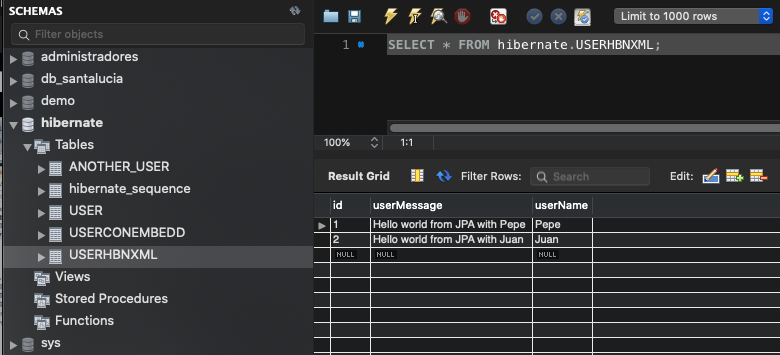 SCHEMAS
Filter objects
administradores
db_santalucia
demo
hibernate
Tables
ANOTHER_USER
hibernate_sequence
USER
USERCONEMBEDD
USERHBNXML
Views
Stored Procedures
Functions
sys
Limit to 1000 rows
1 SELECT * FROM hibernate.USERHBNXML;
100% 1:1
Result Grid Filter Rows: Search Edit:
id userMessage userName
1 Hello world from JPA with Pepe Pepe
2 Hello world from JPA with Juan Juan
NULL NULL NULL